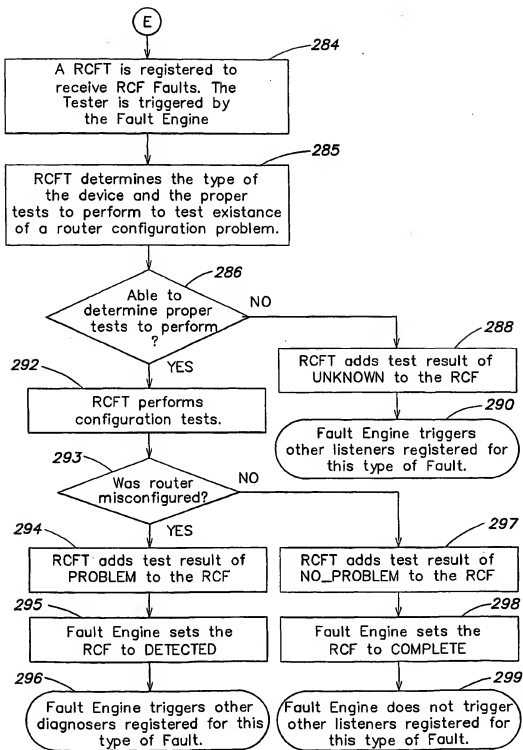 E
284
A RCFT is registered to
receive RCF Faults. The
Tester is triggered by
the Fault Engine
285
RCFT determines the type of
the device and the proper
tests to perform to test existance
of a router configuration problem.
286
Able to
determine proper
tests to perform
?
NO
YES
288
RCFT adds test result of
UNKNOWN to the RCF
290
Fault Engine triggers
other listeners registered for
this type of Fault.
292
RCFT performs
configuration tests.
293
Was router
misconfigured?
NO
YES
294
RCFT adds test result of
PROBLEM to the RCF
295
Fault Engine sets the
RCF to DETECTED
296
Fault Engine triggers other
diagnosers registered for this
type of Fault.
297
RCFT adds test result of
NO_PROBLEM to the RCF
298
Fault Engine sets the
RCF to COMPLETE
299
Fault Engine does not trigger
other listeners registered for
this type of Fault.